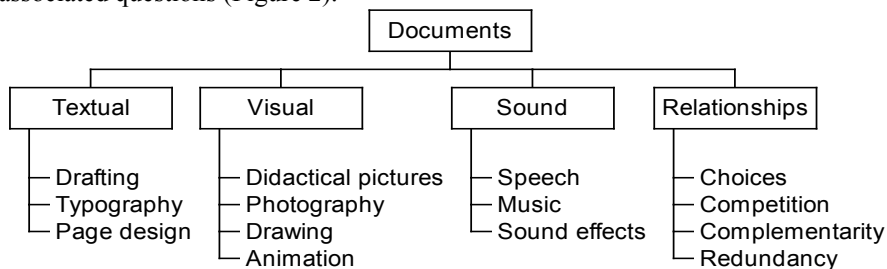 associated questions (Figure 2).
Documents
Textual
Visual
Sound
Relationships
Drafting
Typography
Page design
Didactical pictures
Photography
Drawing
Animation
Speech
Music
Sound effects
Choices
Competition
Complementarity
Redundancy